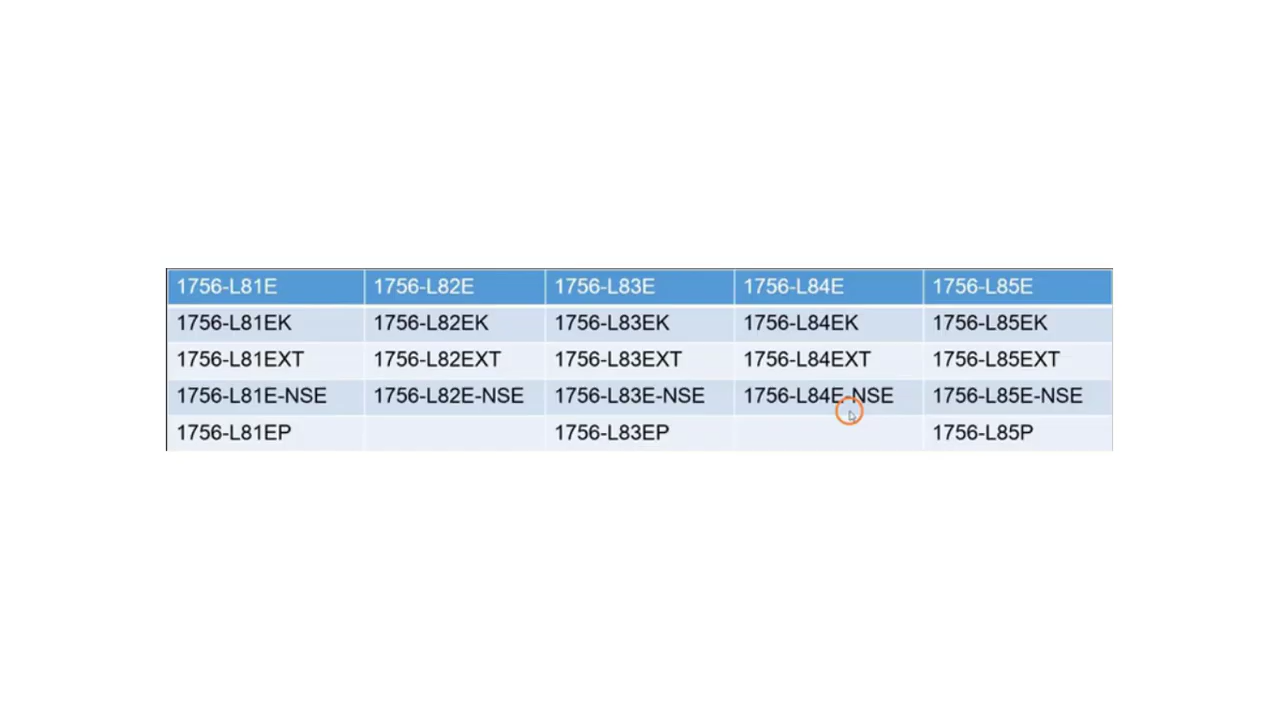 1756-L81E 1756-L82E 1756-L83E 1756-L84E 1756-L85E
1756-L81EK 1756-L82EK 1756-L83EK 1756-L84EK 1756-L85EK
1756-L81EXT 1756-L82EXT 1756-L83EXT 1756-L84EXT 1756-L85EXT
1756-L81E-NSE 1756-L82E-NSE 1756-L83E-NSE 1756-L84E-NSE 1756-L85E-NSE
1756-L81EP 1756-L83EP 1756-L85P